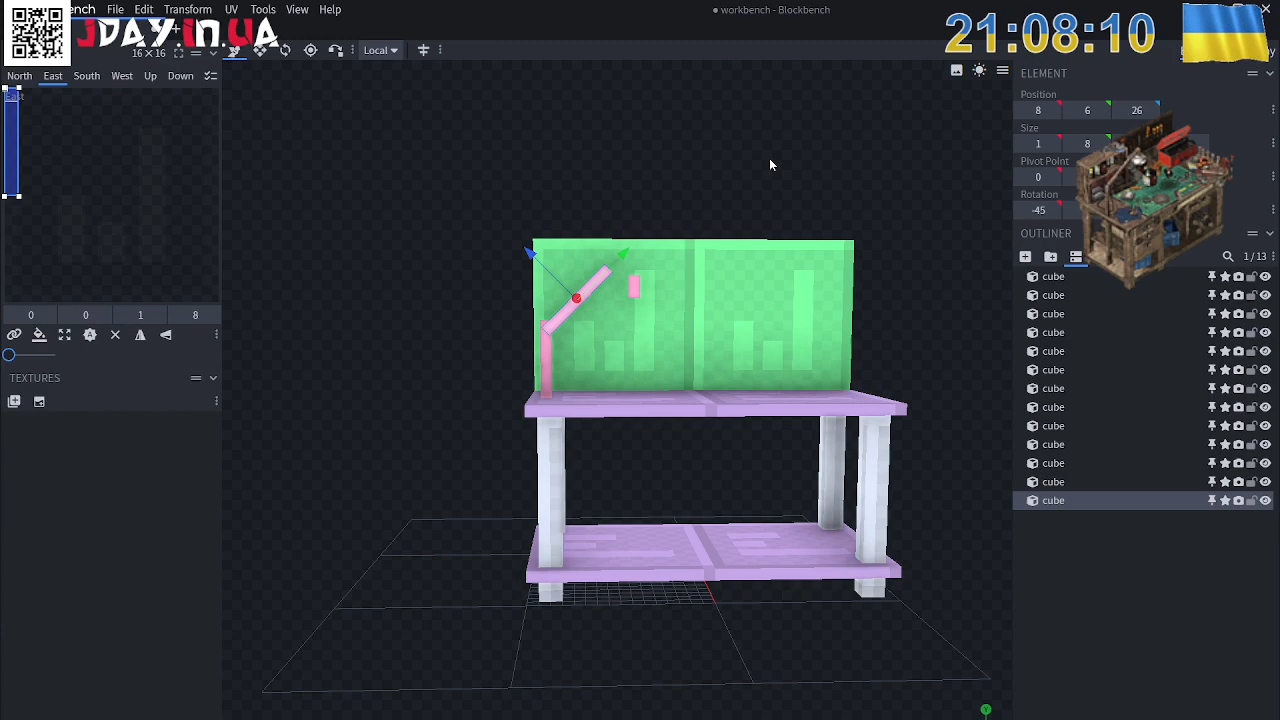 bench File Edit Transform UV Tools View Help
● workbench - Blockbench
JDAY.IN.UA
21:08:10
16×16
Local
North East South West Up Down
East
0 0 1 8
TEXTURES
ELEMENT
Position
8 6 26
Size
1 8
Pivot Point
0
Rotation
-45
OUTLINER
1/13
cube
cube
cube
cube
cube
cube
cube
cube
cube
cube
cube
cube
cube
Y